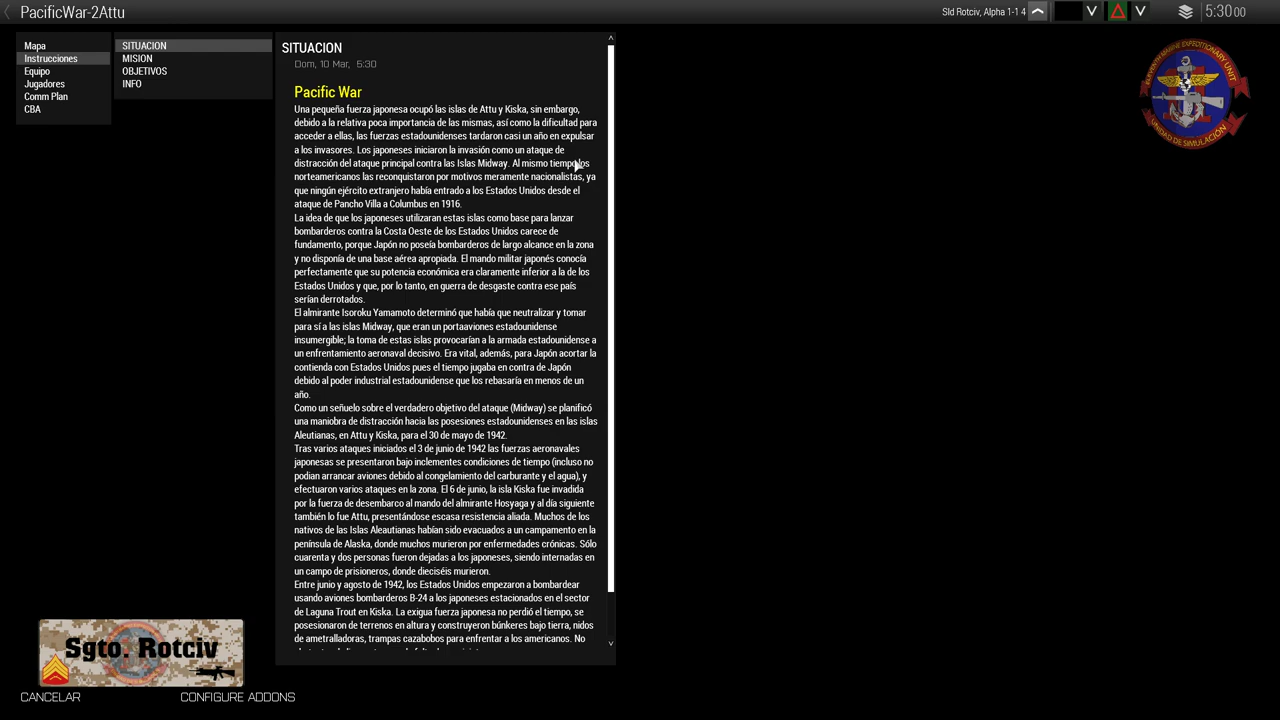 PacificWar-2Attu
Sld Rotciv, Alpha 1-1 4
5:30 00
Mapa
Instrucciones
Equipo
Jugadores
Comm Plan
CBA
SITUACION
MISION
OBJETIVOS
INFO
SITUACION
Dom, 10 Mar, 5:30
Pacific War
Una pequeña fuerza japonesa ocupó las islas de Attu y Kiska, sin embargo,
debido a la relativa poca importancia de las mismas, así como la dificultad para
acceder a ellas, las fuerzas estadounidenses tardaron casi un año en expulsar
a los invasores. Los japoneses iniciaron la invasión como un ataque de
distracción del ataque principal contra las Islas Midway. Al mismo tiempo los
norteamericanos las reconquistaron por motivos meramente nacionalistas, ya
que ningún ejército extranjero había entrado a los Estados Unidos desde el
ataque de Pancho Villa a Columbus en 1916.
La idea de que los japoneses utilizaran estas islas como base para lanzar
bombarderos contra la Costa Oeste de los Estados Unidos carece de
fundamento, porque Japón no poseía bombarderos de largo alcance en la zona
y no disponía de una base aérea apropiada. El mando militar japonés conocía
perfectamente que su potencia económica era claramente inferior a la de los
Estados Unidos y que, por lo tanto, en guerra de desgaste contra ese país
serían derrotados.
El almirante Isoroku Yamamoto determinó que había que neutralizar y tomar
para sí a las islas Midway, que eran un portaaviones estadounidense
insumergible; la toma de estas islas provocarían a la armada estadounidense a
un enfrentamiento aeronaval decisivo. Era vital, además, para Japón acortar la
contienda con Estados Unidos pues el tiempo jugaba en contra de Japón
debido al poder industrial estadounidense que los rebasaría en menos de un
año.
Como un señuelo sobre el verdadero objetivo del ataque (Midway) se planificó
una maniobra de distracción hacia las posesiones estadounidenses en las islas
Aleutianas, en Attu y Kiska, para el 30 de mayo de 1942.
Tras varios ataques iniciados el 3 de junio de 1942 las fuerzas aeronavales
japonesas se presentaron bajo inclementes condiciones de tiempo (incluso no
podian arrancar aviones debido al congelamiento del carburante y el agua), y
efectuaron varios ataques en la zona. El 6 de junio, la isla Kiska fue invadida
por la fuerza de desembarco al mando del almirante Hosyaga y al día siguiente
también lo fue Attu, presentándose escasa resistencia aliada. Muchos de los
nativos de las Islas Aleautianas habían sido evacuados a un campamento en la
península de Alaska, donde muchos murieron por enfermedades crónicas. Sólo
cuarenta y dos personas fueron dejadas a los japoneses, siendo internadas en
un campo de prisioneros, donde dieciséis murieron.
Entre junio y agosto de 1942, los Estados Unidos empezaron a bombardear
usando aviones bombarderos B-24 a los japoneses estacionados en el sector
de Laguna Trout en Kiska. La exigua fuerza japonesa no perdió el tiempo, se
posesionaron de terrenos en altura y construyeron búnkeres bajo tierra, nidos
de ametralladoras, trampas cazabobos para enfrentar a los americanos. No
UNIDAD DE SIMULACIÓN
Sgto. Rotciv
CANCELAR
CONFIGURE ADDONS